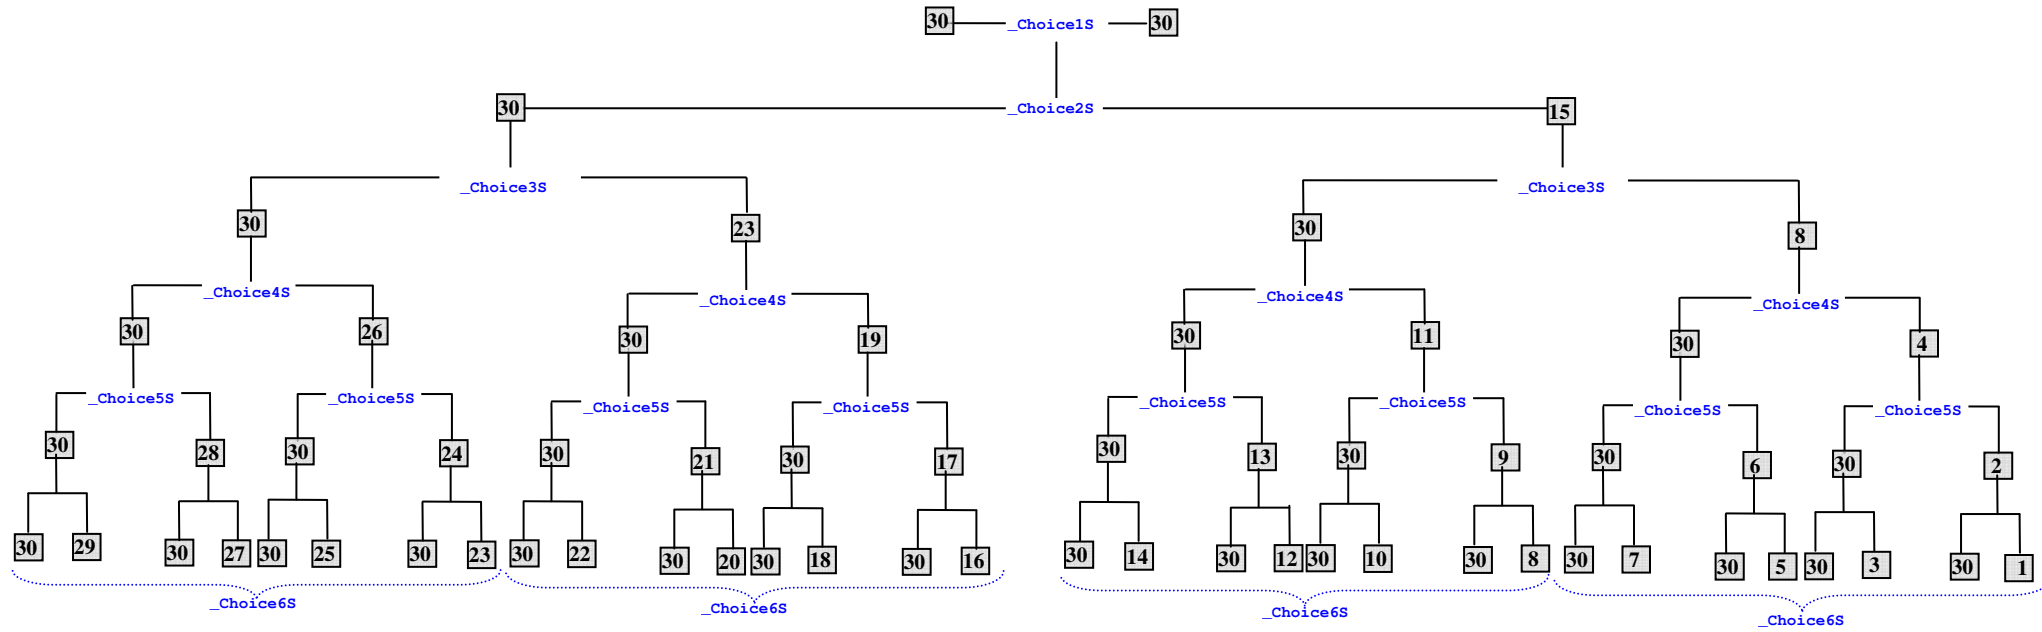 30 _Choice1S 30
30 _Choice2S 15
_Choice3S _Choice3S
30 23 30 8
_Choice4S _Choice4S _Choice4S _Choice4S
30 26 30 19 30 11 30 4
_Choice5S _Choice5S _Choice5S _Choice5S _Choice5S _Choice5S _Choice5S _Choice5S
30 28 30 24 30 21 30 17 30 13 30 9 30 6 30 2
30 29 30 27 30 25 30 23 30 22 30 20 30 18 30 16 30 14 30 12 30 10 30 8 30 7 30 5 30 3 30 1
_Choice6S _Choice6S _Choice6S _Choice6S